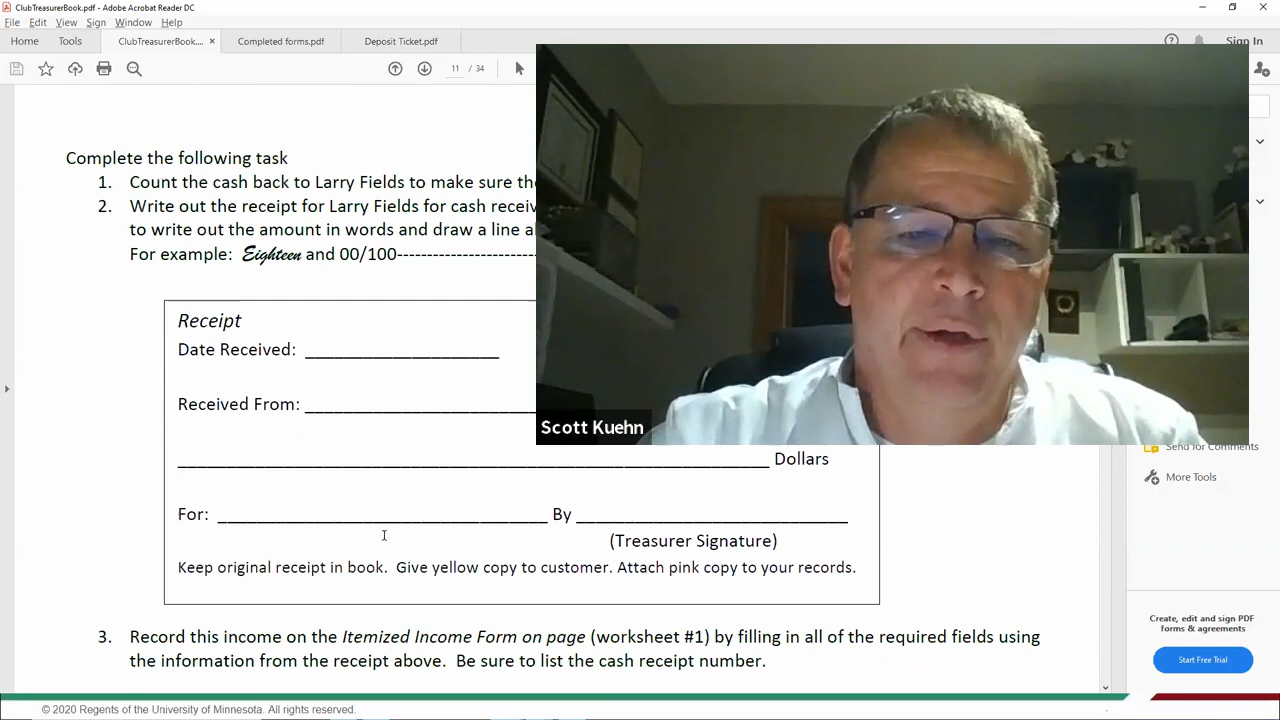 ClubTreasurerBook.pdf - Adobe Acrobat Reader DC
File Edit View Sign Window Help
Home Tools ClubTreasurerBook.... × Completed forms.pdf Deposit Ticket.pdf Sign In
11 / 34
Complete the following task
1. Count the cash back to Larry Fields to make sure
2. Write out the receipt for Larry Fields for cash
to write out the amount in words and draw a line
For example: Eighteen and 00/100-----------------------
Receipt
Date Received: ____________________
Received From: ________________________
Scott Kuehn
_____________________________________________________________ Dollars
Send for Comments
More Tools
For: __________________________________ By ____________________________
(Treasurer Signature)
Keep original receipt in book. Give yellow copy to customer. Attach pink copy to your records.
3. Record this income on the Itemized Income Form on page (worksheet #1) by filling in all of the required fields using
the information from the receipt above. Be sure to list the cash receipt number.
Create, edit and sign PDF
forms & agreements
Start Free Trial
© 2020 Regents of the University of Minnesota. All rights reserved.